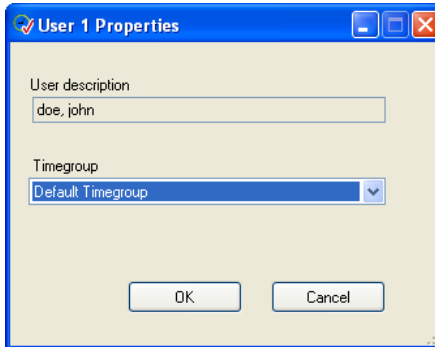 User 1 Properties
User description
doe, john
Timegroup
Default Timegroup
OK
Cancel